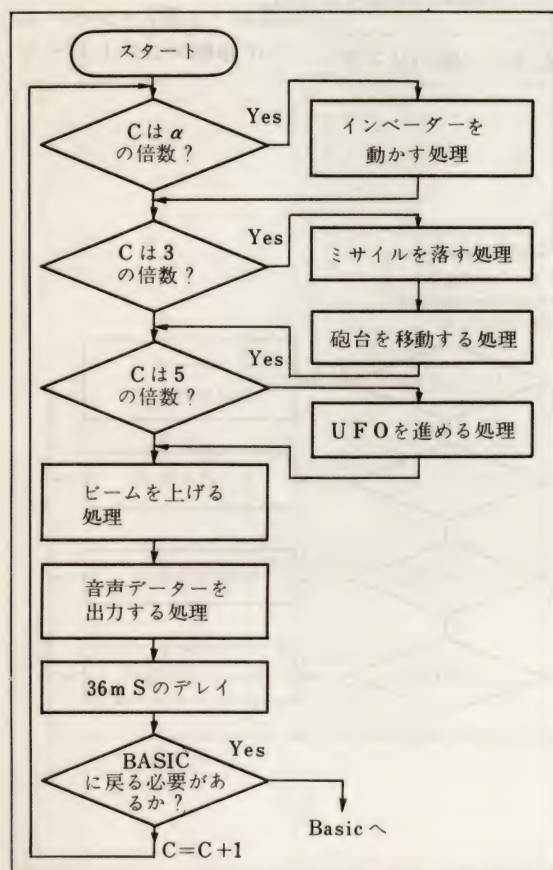 スタート
Cはα
の倍数?
Yes
インベーダーを
動かす処理
Cは3
の倍数?
Yes
ミサイルを落す処理
砲台を移動する処理
Cは5
の倍数?
Yes
UFOを進める処理
ビームを上げる
処理
音声データーを
出力する処理
36mSのデレイ
BASIC
に戻る必要があ
るか?
Yes
Basicへ
C=C+1